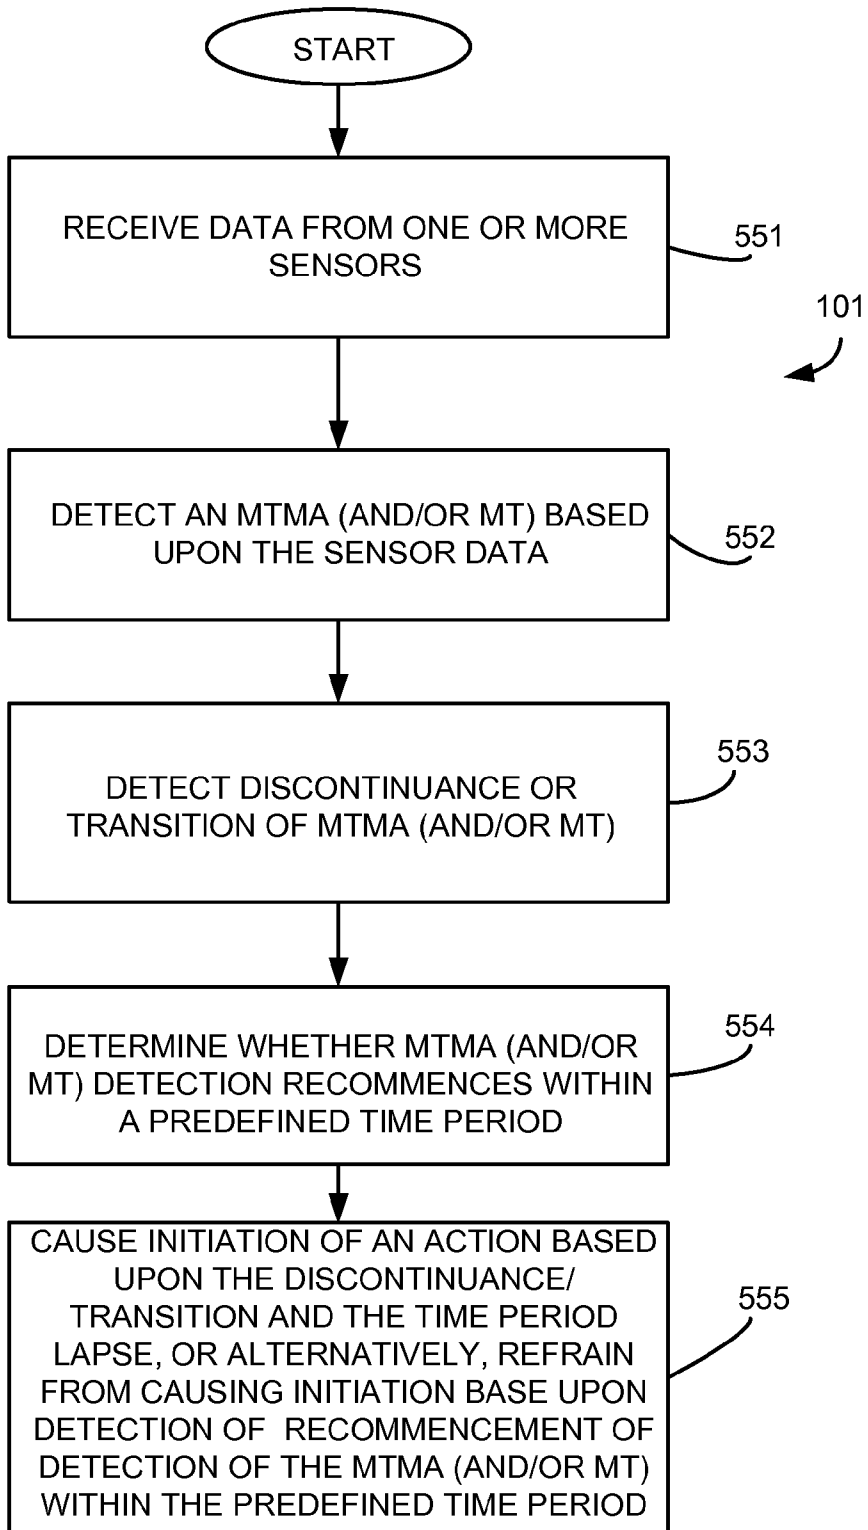 START
RECEIVE DATA FROM ONE OR MORE
SENSORS
551
101
DETECT AN MTMA (AND/OR MT) BASED
UPON THE SENSOR DATA
552
DETECT DISCONTINUANCE OR
TRANSITION OF MTMA (AND/OR MT)
553
DETERMINE WHETHER MTMA (AND/OR
MT) DETECTION RECOMMENCES WITHIN
A PREDEFINED TIME PERIOD
554
CAUSE INITIATION OF AN ACTION BASED
UPON THE DISCONTINUANCE/
TRANSITION AND THE TIME PERIOD
LAPSE, OR ALTERNATIVELY, REFRAIN
FROM CAUSING INITIATION BASE UPON
DETECTION OF RECOMMENCEMENT OF
DETECTION OF THE MTMA (AND/OR MT)
WITHIN THE PREDEFINED TIME PERIOD
555